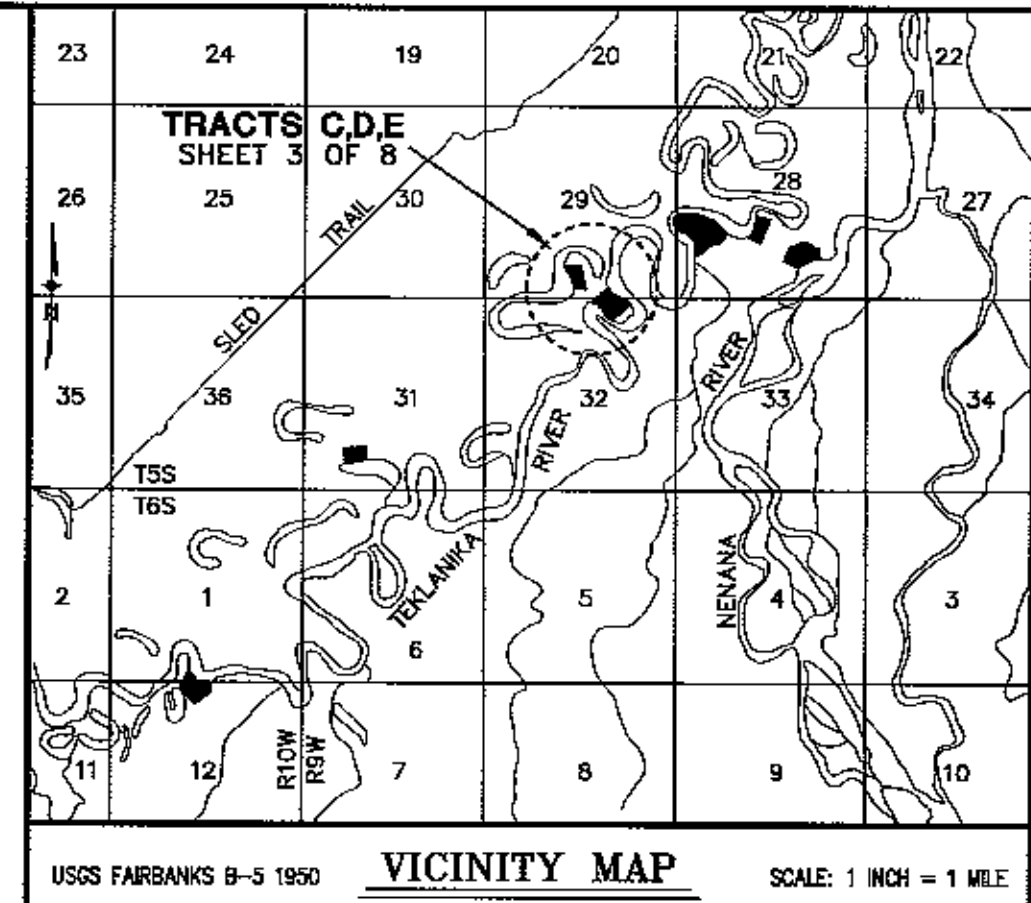 23 24 19 20 21 22
TRACTS C,D,E
SHEET 3 OF 8
26 25 30 29 28 27
SLED TRAIL
N
35 36 31 32 33 34
RIVER
RIVER
T5S
T6S
TEKLANIKA
NENANA
2 1 6 5 4 3
R10W
R9W
11 12 7 8 9 10
USGS FAIRBANKS B-5 1950
VICINITY MAP
SCALE: 1 INCH = 1 MILE